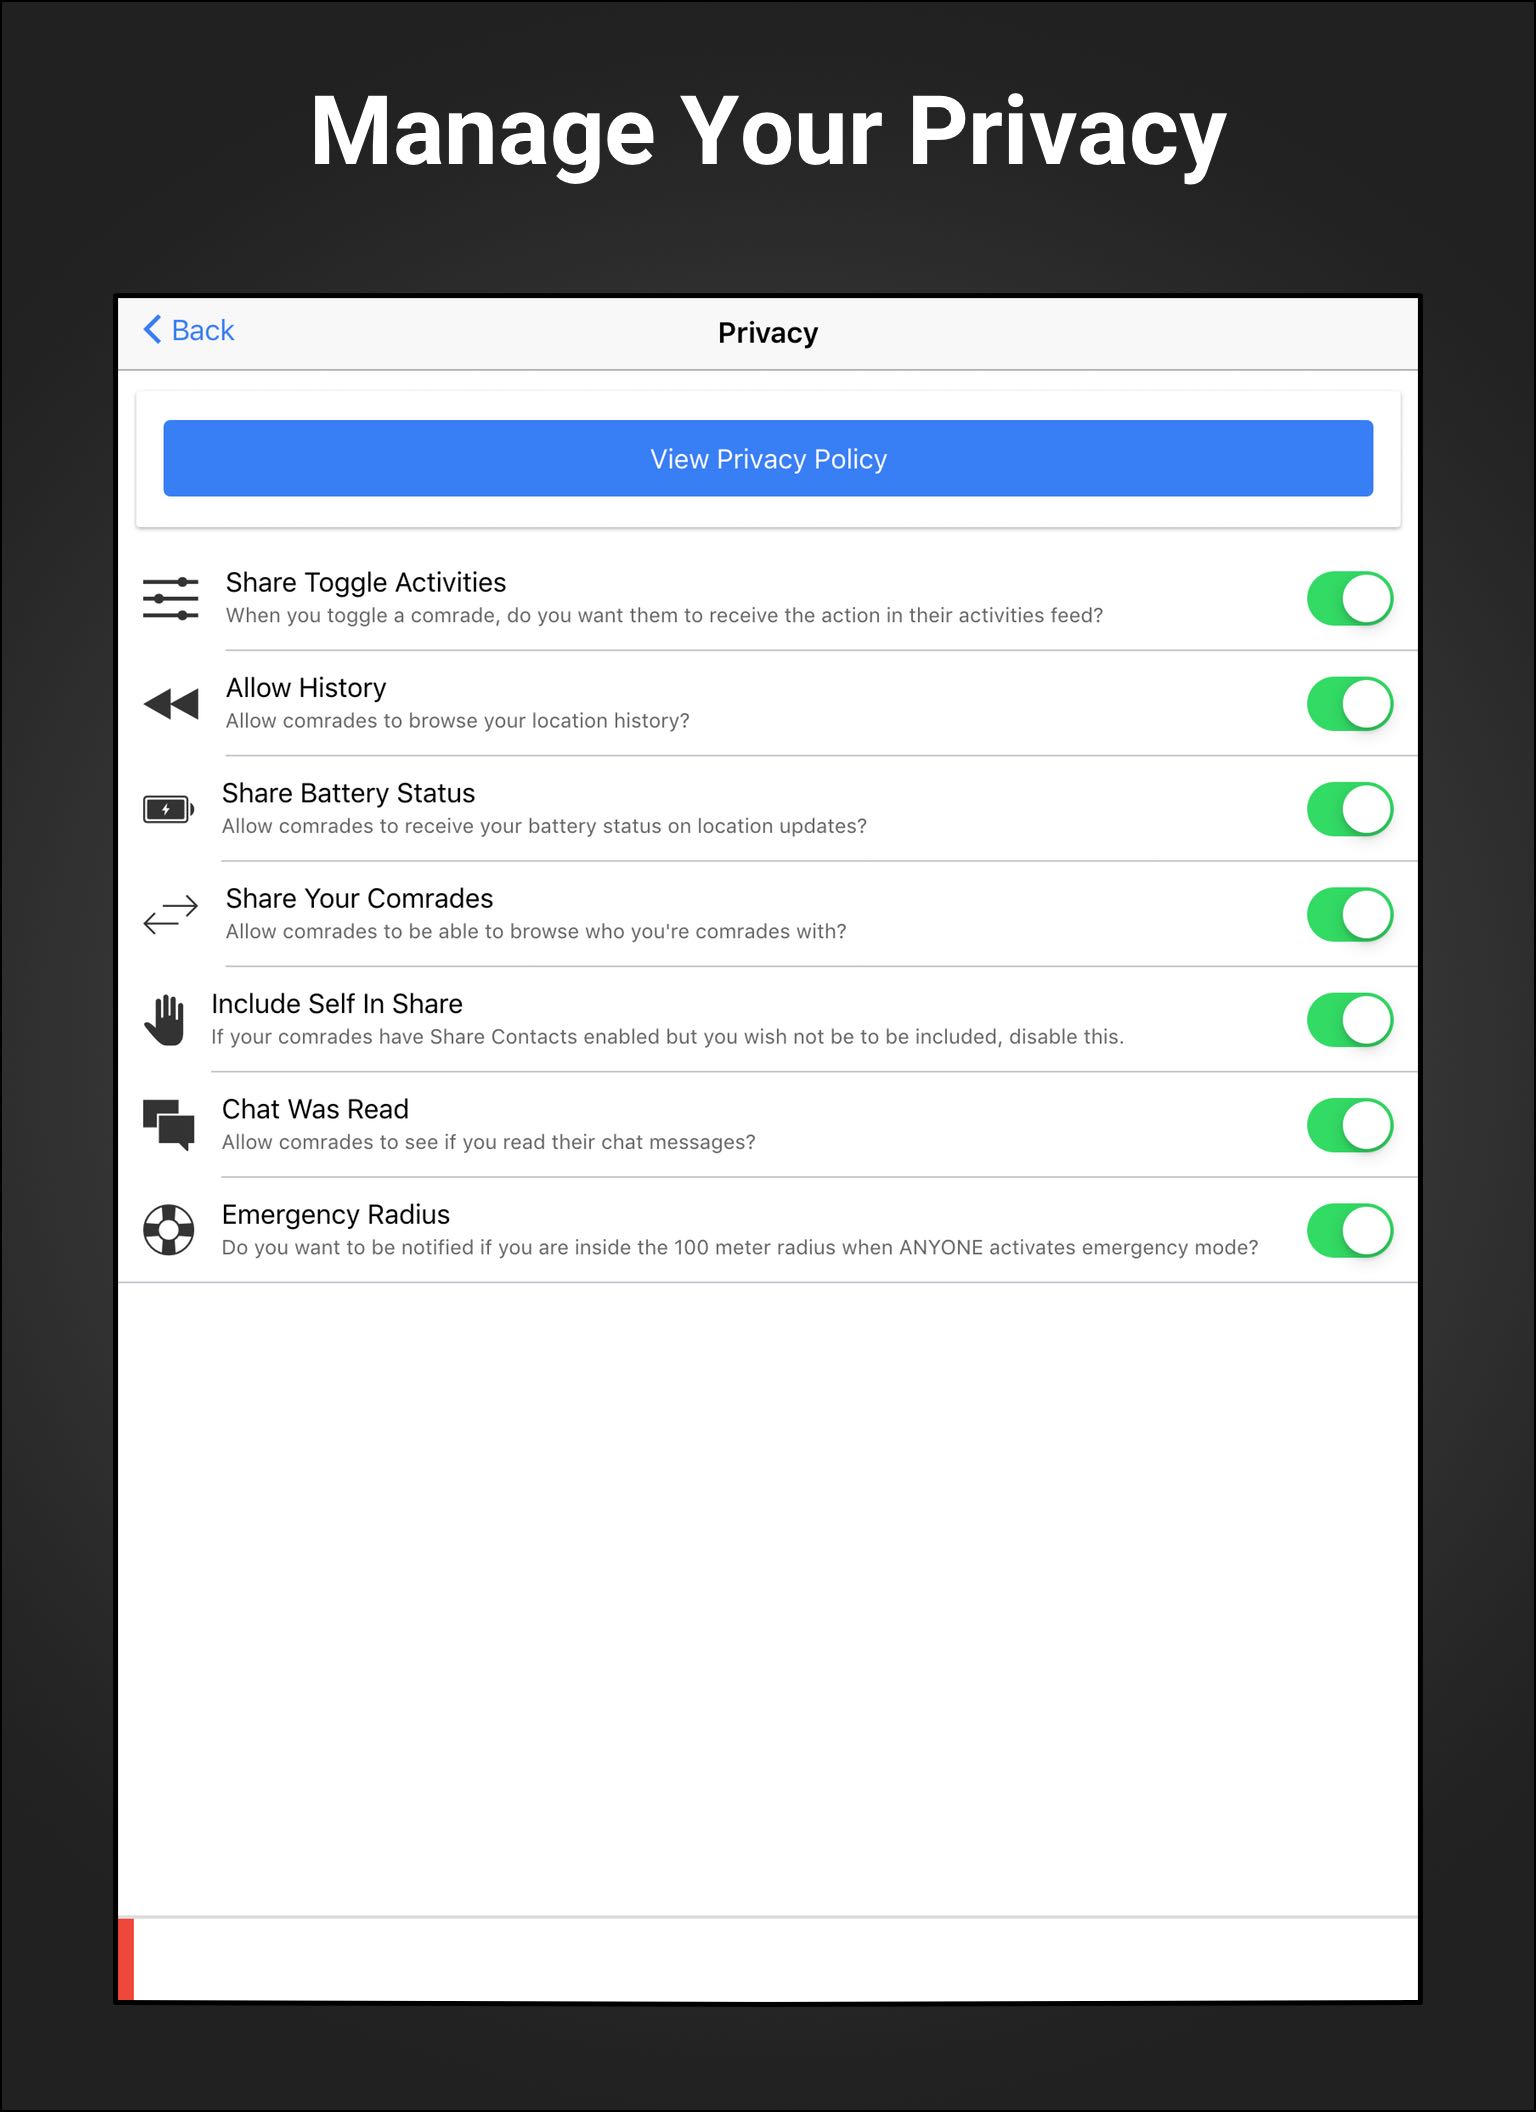 Manage Your Privacy
Back
Privacy
View Privacy Policy
Share Toggle Activities
When you toggle a comrade, do you want them to receive the action in their activities feed?
Allow History
Allow comrades to browse your location history?
Share Battery Status
Allow comrades to receive your battery status on location updates?
Share Your Comrades
Allow comrades to be able to browse who you're comrades with?
Include Self In Share
If your comrades have Share Contacts enabled but you wish not be to be included, disable this.
Chat Was Read
Allow comrades to see if you read their chat messages?
Emergency Radius
Do you want to be notified if you are inside the 100 meter radius when ANYONE activates emergency mode?